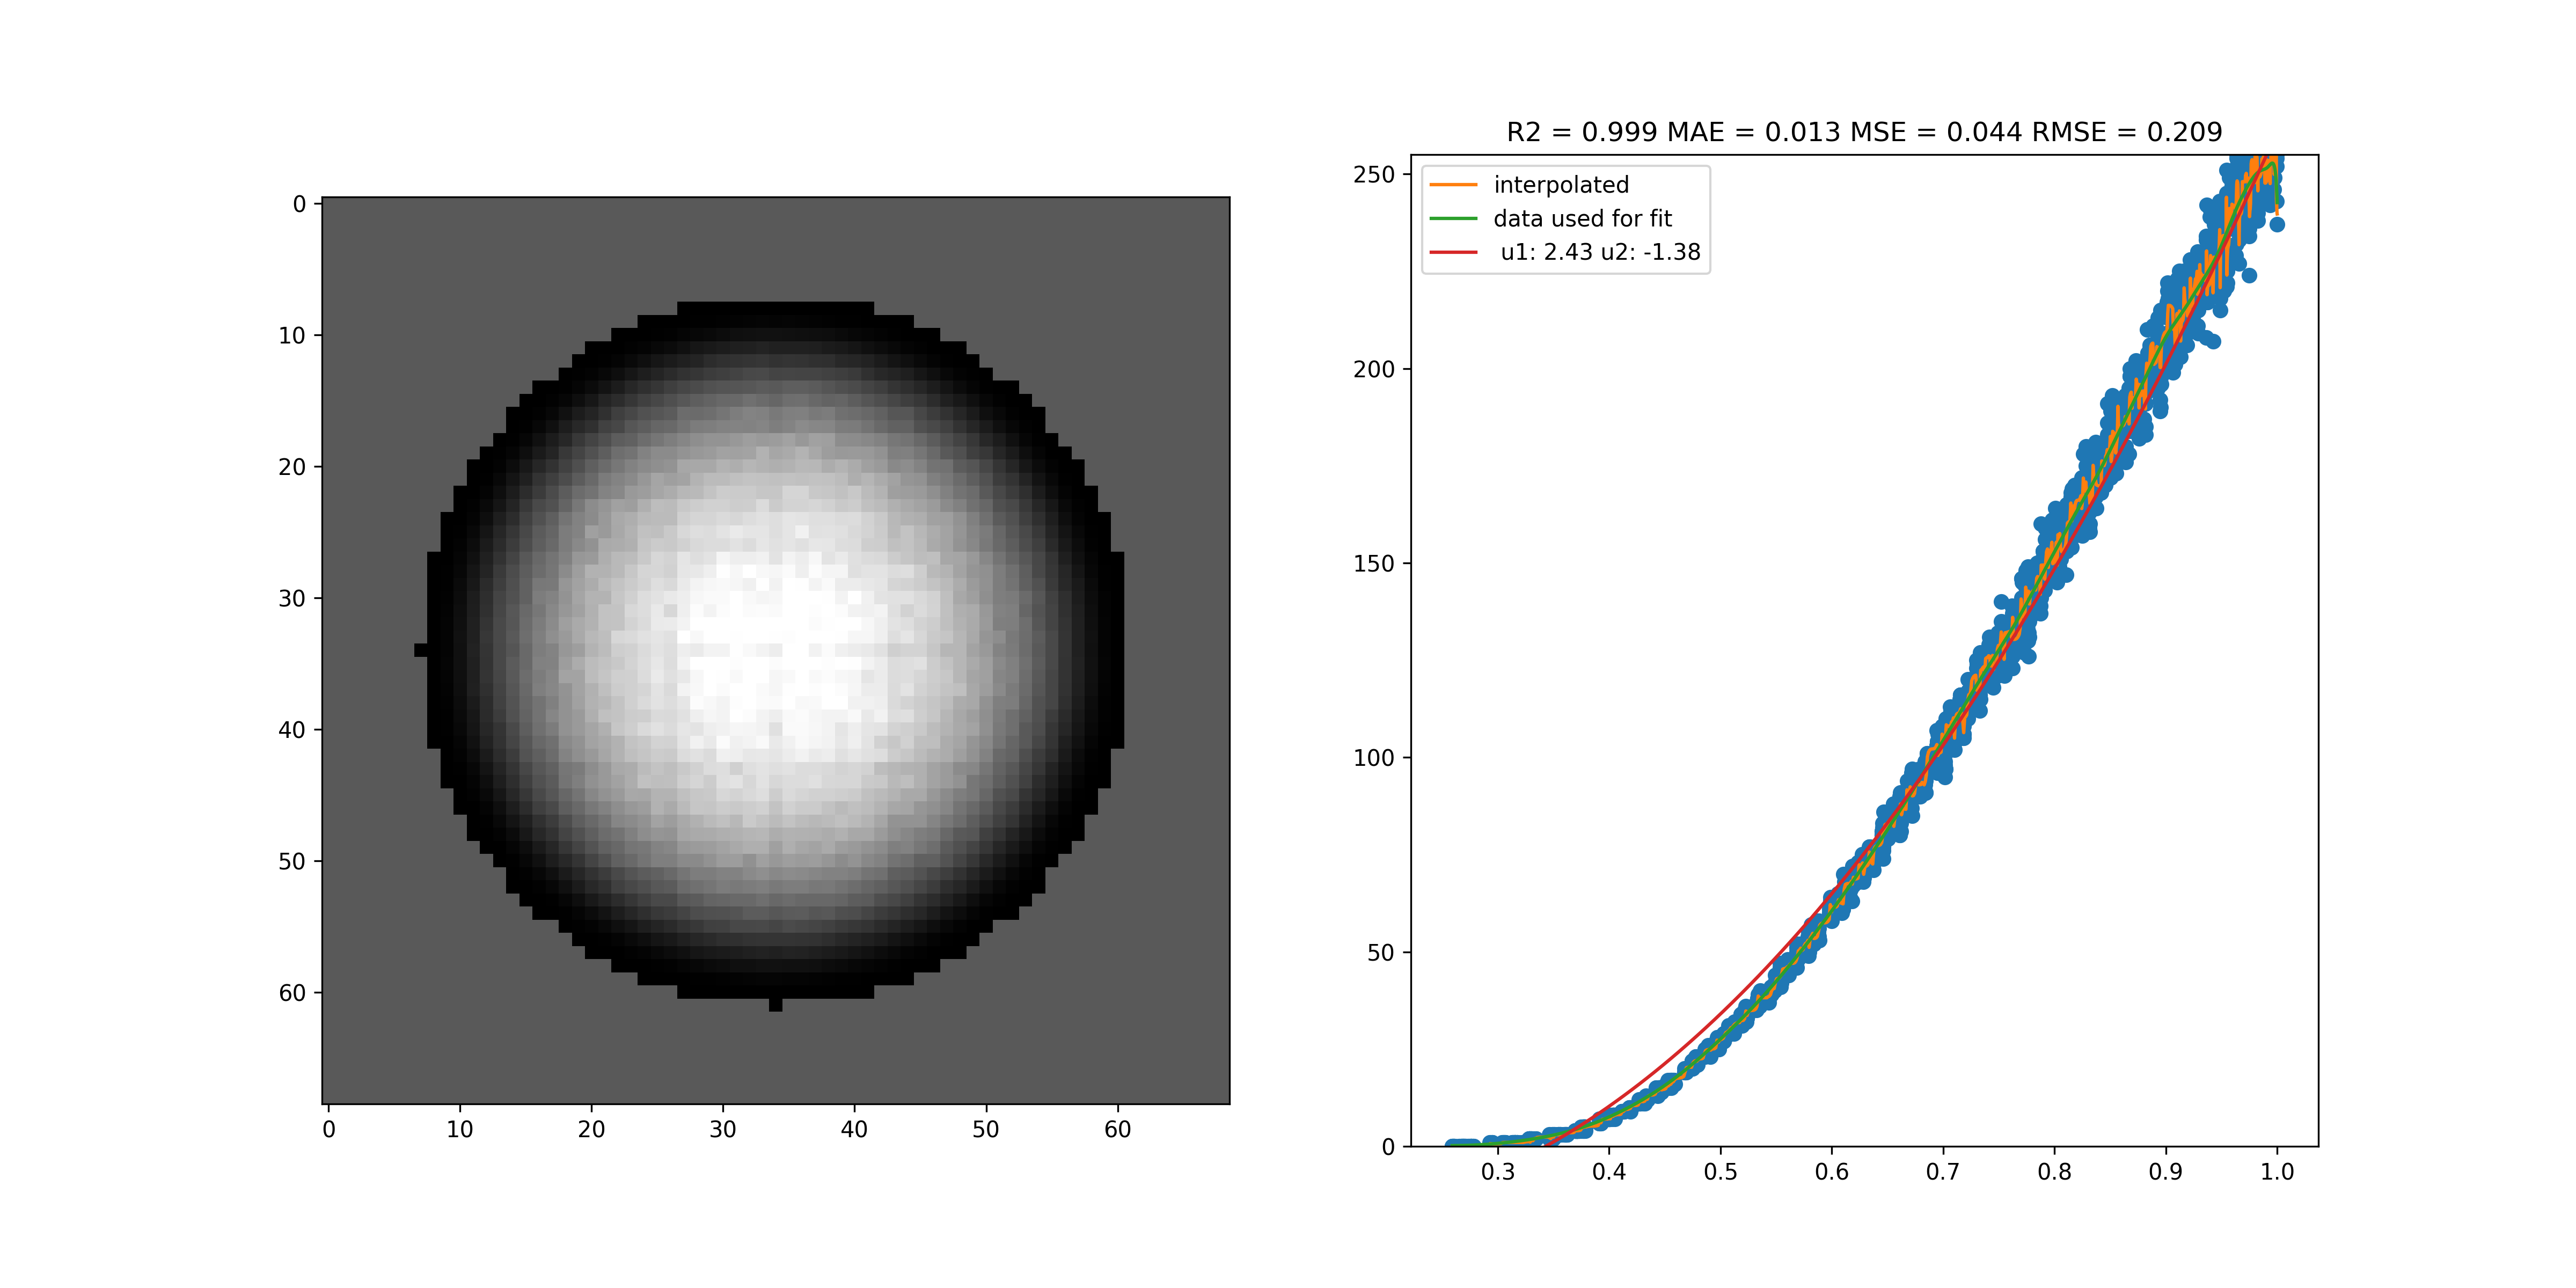 0
10
20
30
40
50
60
0 10 20 30 40 50 60
R2 = 0.999 MAE = 0.013 MSE = 0.044 RMSE = 0.209
interpolated
data used for fit
u1: 2.43 u2: -1.38
250
200
150
100
50
0
0.3 0.4 0.5 0.6 0.7 0.8 0.9 1.0